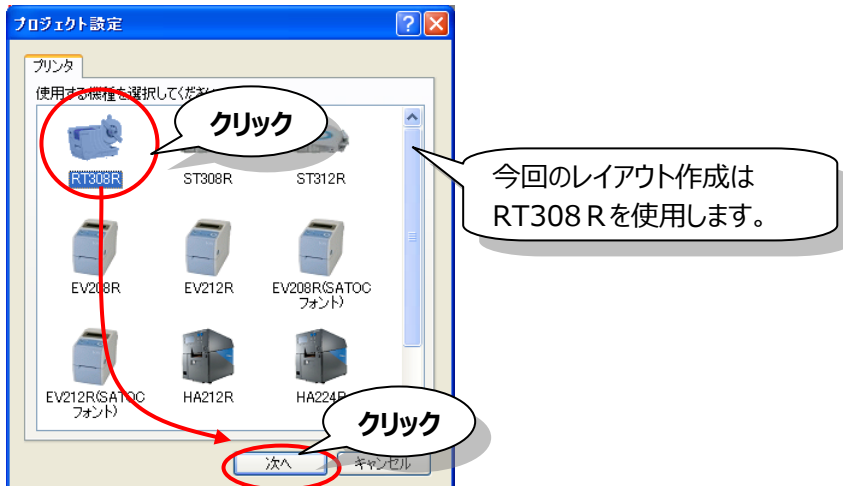 プロジェクト設定
プリンタ
使用する機種を選択してくださ
クリック
RT308R
ST308R
ST312R
今回のレイアウト作成は
RT308Rを使用します。
EV208R
EV212R
EV208R(SATOC
フォント)
EV212R(SATOC
フォント)
HA212R
HA224R
クリック
次へ
キャンセル